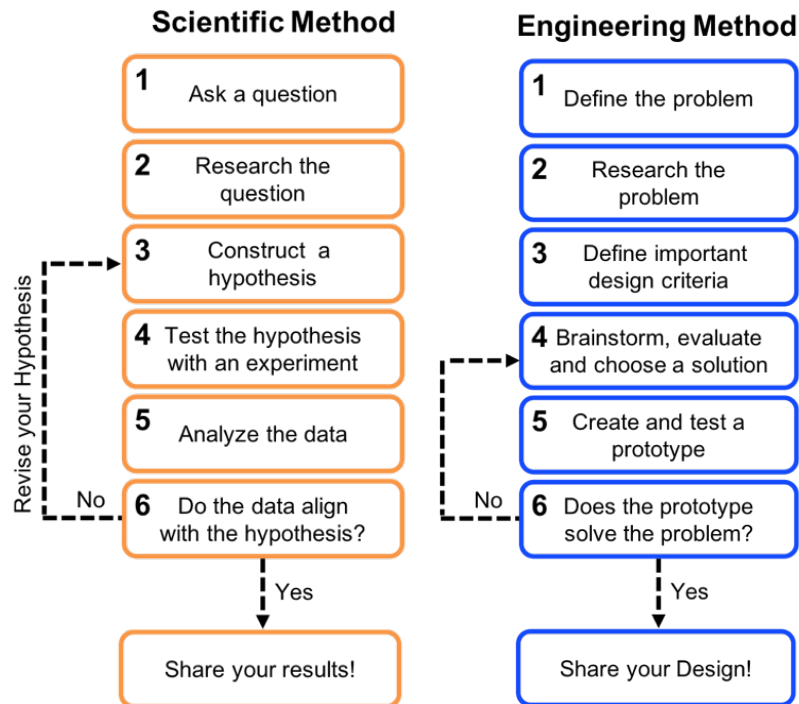 Scientific Method
1
Ask a question
2
Research the
question
3
Construct a
hypothesis
4
Test the hypothesis
with an experiment
5
Analyze the data
6
Do the data align
with the hypothesis?
No
Revise your Hypothesis
Yes
Share your results!
Engineering Method
1
Define the problem
2
Research the
problem
3
Define important
design criteria
4
Brainstorm, evaluate
and choose a solution
5
Create and test a
prototype
6
Does the prototype
solve the problem?
No
Yes
Share your Design!